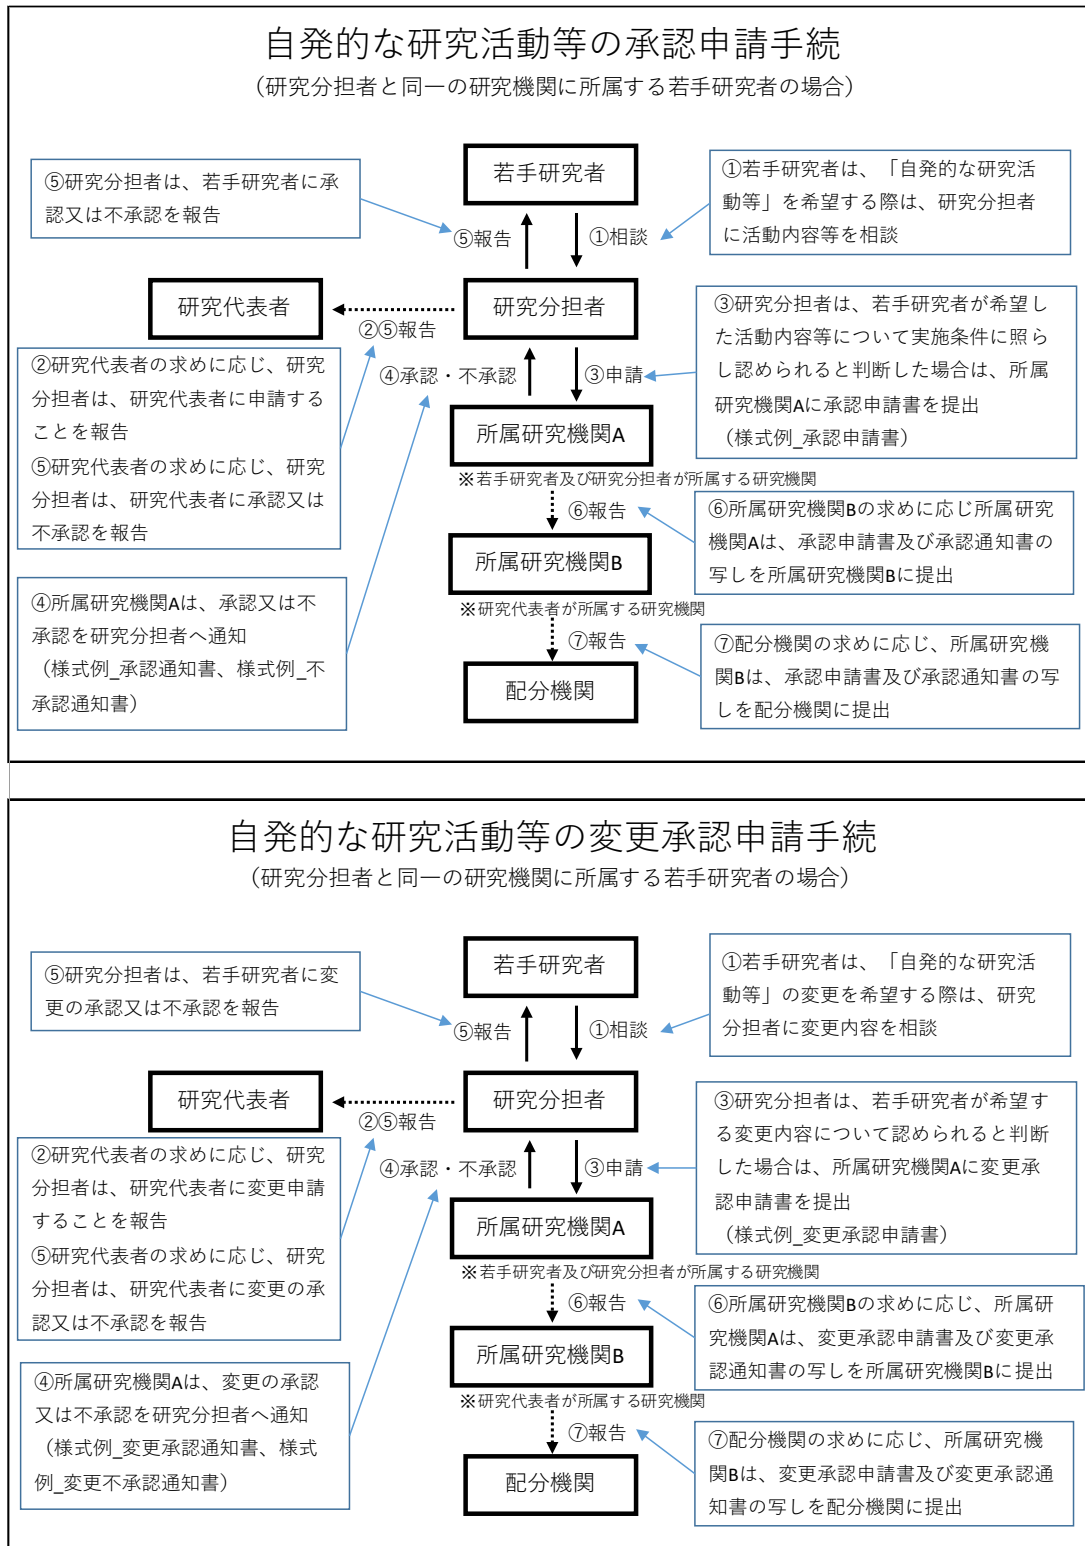 自発的な研究活動等の承認申請手続
（研究分担者と同一の研究機関に所属する若手研究者の場合）
若手研究者
⑤研究分担者は、若手研究者に承
認又は不承認を報告
①若手研究者は、「自発的な研究活
動等」を希望する際は、研究分担者
に活動内容等を相談
⑤報告
①相談
研究代表者
研究分担者
②⑤報告
③研究分担者は、若手研究者が希望し
た活動内容等について実施条件に照ら
し認められると判断した場合は、所属
研究機関Aに承認申請書を提出
（様式例_承認申請書）
②研究代表者の求めに応じ、研究
分担者は、研究代表者に申請する
ことを報告
⑤研究代表者の求めに応じ、研究
分担者は、研究代表者に承認又は
不承認を報告
④承認・不承認
③申請
所属研究機関A
※若手研究者及び研究分担者が所属する研究機関
⑥報告
⑥所属研究機関Bの求めに応じ所属研究
機関Aは、承認申請書及び承認通知書の
写しを所属研究機関Bに提出
所属研究機関B
※研究代表者が所属する研究機関
④所属研究機関Aは、承認又は不
承認を研究分担者へ通知
（様式例_承認通知書、様式例_不
承認通知書）
⑦報告
⑦配分機関の求めに応じ、所属研究機
関Bは、承認申請書及び承認通知書の写
しを配分機関に提出
配分機関
自発的な研究活動等の変更承認申請手続
（研究分担者と同一の研究機関に所属する若手研究者の場合）
若手研究者
⑤研究分担者は、若手研究者に変
更の承認又は不承認を報告
①若手研究者は、「自発的な研究活
動等」の変更を希望する際は、研究
分担者に変更内容を相談
⑤報告
①相談
研究代表者
研究分担者
②⑤報告
③研究分担者は、若手研究者が希望す
る変更内容について認められると判断
した場合は、所属研究機関Aに変更承
認申請書を提出
（様式例_変更承認申請書）
②研究代表者の求めに応じ、研究
分担者は、研究代表者に変更申請
することを報告
⑤研究代表者の求めに応じ、研究
分担者は、研究代表者に変更の承
認又は不承認を報告
④承認・不承認
③申請
所属研究機関A
※若手研究者及び研究分担者が所属する研究機関
⑥報告
⑥所属研究機関Bの求めに応じ、所属研
究機関Aは、変更承認申請書及び変更承
認通知書の写しを所属研究機関Bに提出
所属研究機関B
※研究代表者が所属する研究機関
④所属研究機関Aは、変更の承認
又は不承認を研究分担者へ通知
（様式例_変更承認通知書、様式
例_変更不承認通知書）
⑦報告
⑦配分機関の求めに応じ、所属研究機
関Bは、変更承認申請書及び変更承認通
知書の写しを配分機関に提出
配分機関